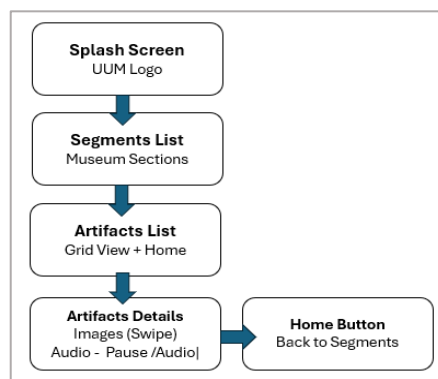 Splash Screen
UUM Logo
Segments List
Museum Sections
Artifacts List
Grid View + Home
Artifacts Details
Images (Swipe)
Audio - Pause /Audio|
Home Button
Back to Segments